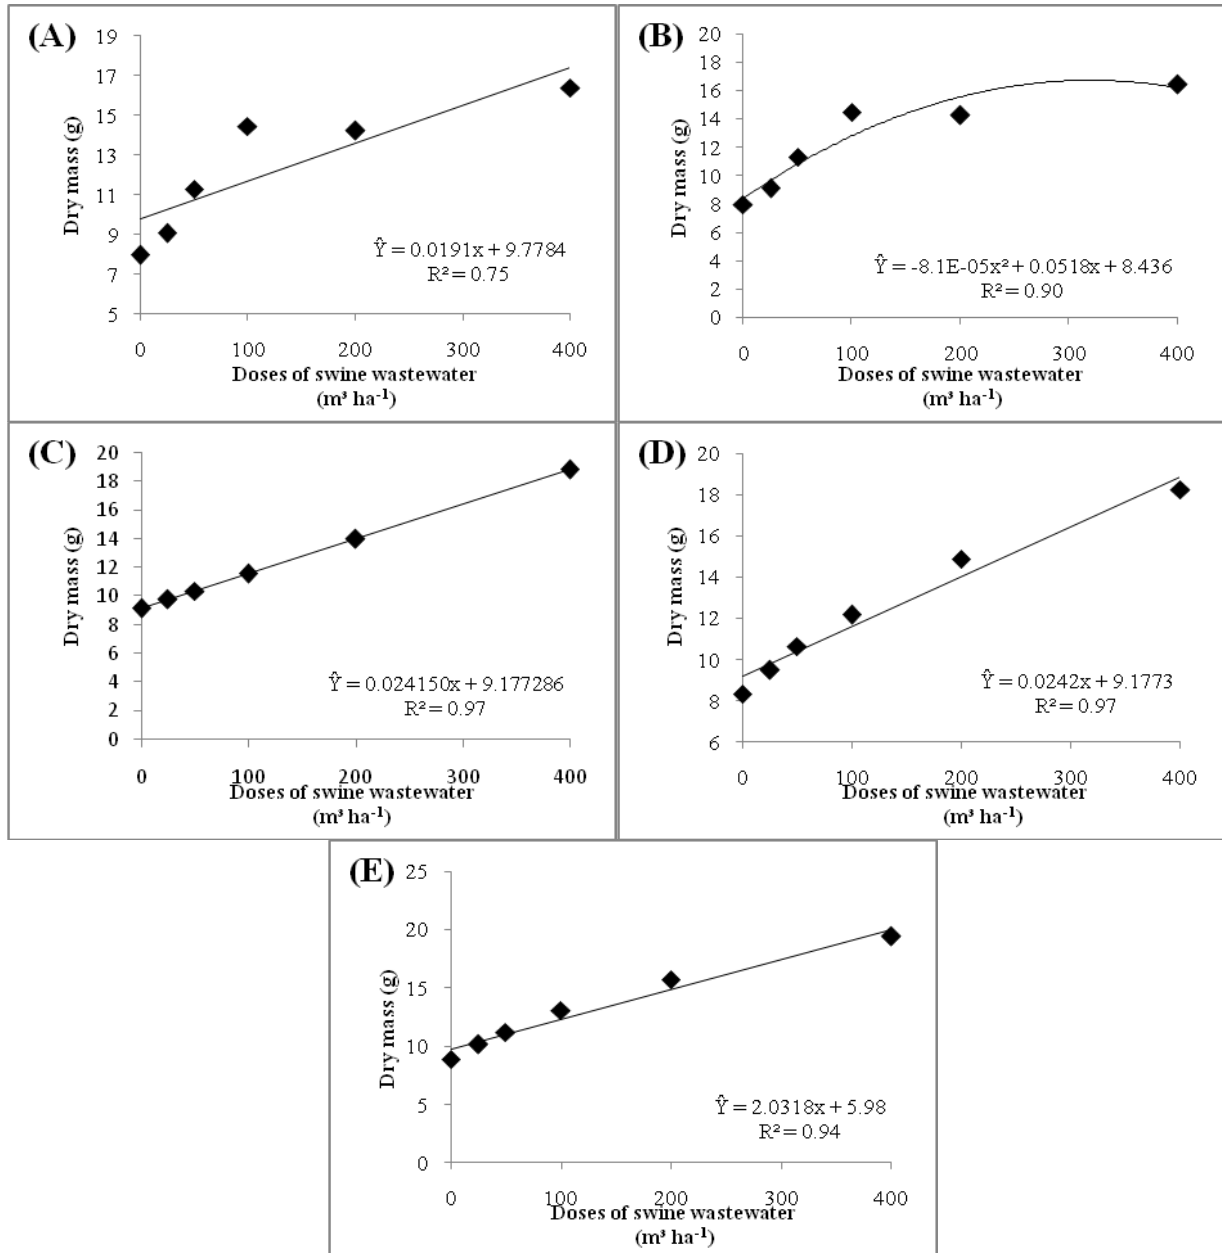 (A)
Dry mass (g)
19
17
15
13
11
9
7
5
Ŷ = 0.0191x + 9.7784
R² = 0.75
0 100 200 300 400
Doses of swine wastewater
(m³ ha⁻¹)
(B)
Dry mass (g)
20
18
16
14
12
10
8
6
4
2
0
Ŷ = -8.1E-05x² + 0.0518x + 8.436
R² = 0.90
0 100 200 300 400
Doses of swine wastewater
(m³ ha⁻¹)
(C)
Dry mass (g)
20
18
16
14
12
10
8
6
4
2
0
Ŷ = 0.024150x + 9.177286
R² = 0.97
0 100 200 300 400
Doses of swine wastewater
(m³ ha⁻¹)
(D)
Dry mass (g)
20
18
16
14
12
10
8
6
Ŷ = 0.0242x + 9.1773
R² = 0.97
0 100 200 300 400
Doses of swine wastewater
(m³ ha⁻¹)
(E)
Dry mass (g)
25
20
15
10
5
0
Ŷ = 2.0318x + 5.98
R² = 0.94
0 100 200 300 400
Doses of swine wastewater
(m³ ha⁻¹)